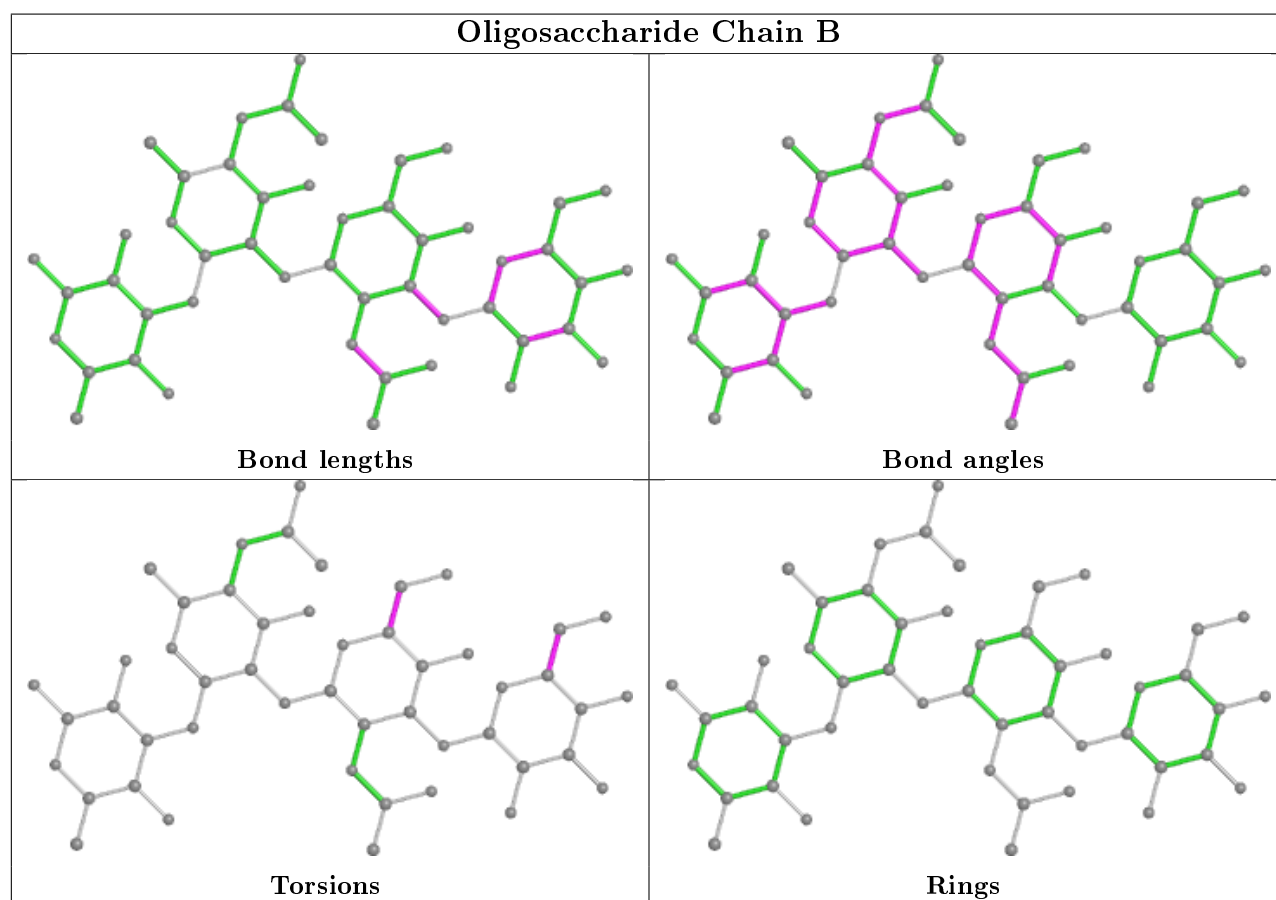 Oligosaccharide Chain B
Bond lengths
Bond angles
Torsions
Rings